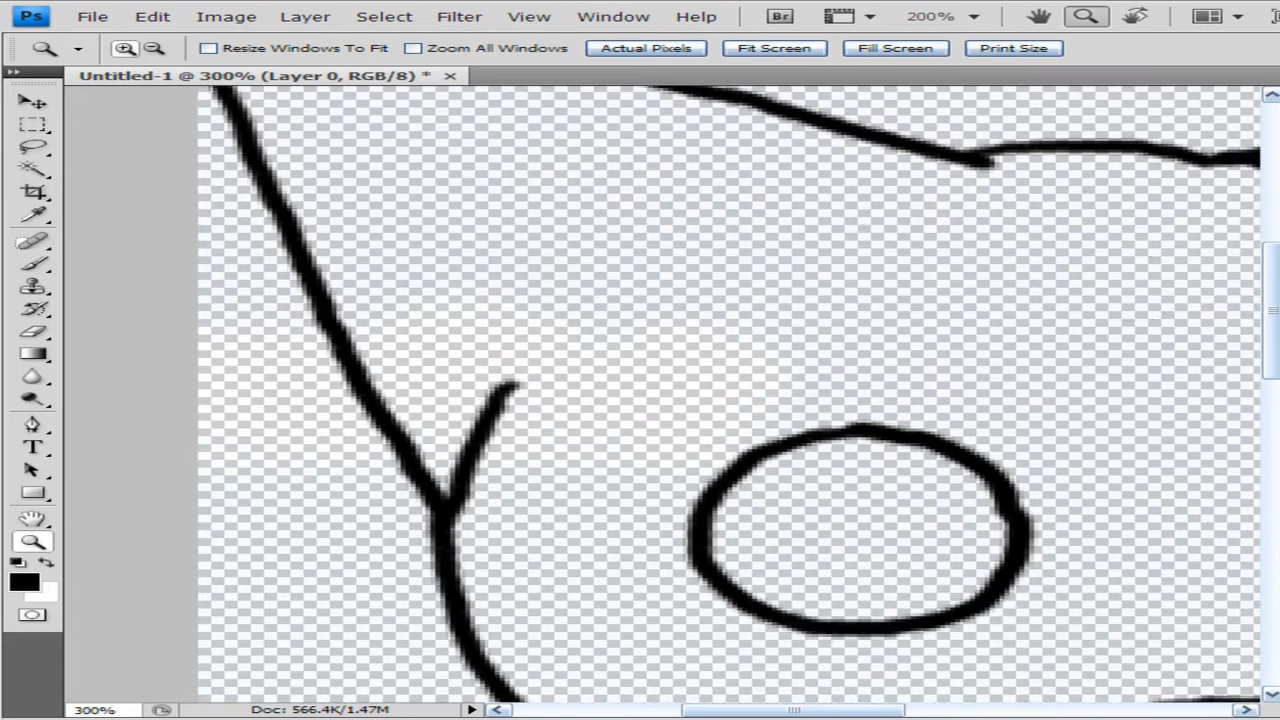 Ps File Edit Image Layer Select Filter View Window Help Br 200%
Resize Windows To Fit Zoom All Windows Actual Pixels Fit Screen Fill Screen Print Size
Untitled-1 @ 300% (Layer 0, RGB/8) *
T
300% Doc: 566.4K/1.47M